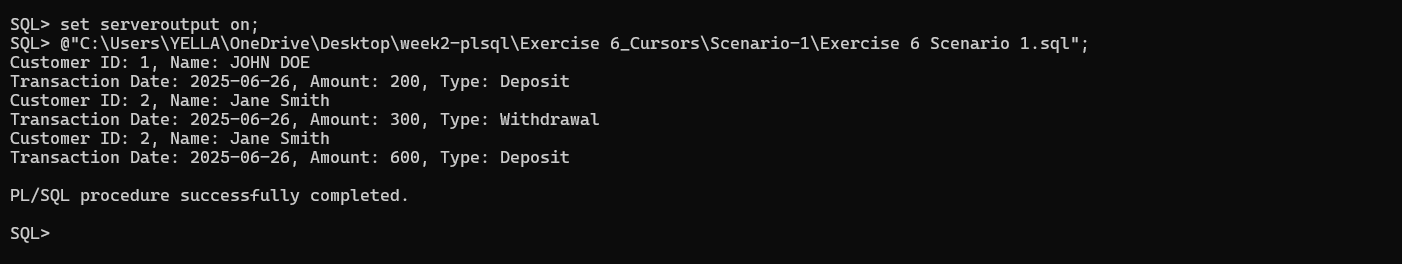 SQL> set serveroutput on;
SQL> @"C:\Users\YELLA\OneDrive\Desktop\week2-plsql\Exercise 6_Cursors\Scenario-1\Exercise 6 Scenario 1.sql";
Customer ID: 1, Name: JOHN DOE
Transaction Date: 2025-06-26, Amount: 200, Type: Deposit
Customer ID: 2, Name: Jane Smith
Transaction Date: 2025-06-26, Amount: 300, Type: Withdrawal
Customer ID: 2, Name: Jane Smith
Transaction Date: 2025-06-26, Amount: 600, Type: Deposit
PL/SQL procedure successfully completed.
SQL>